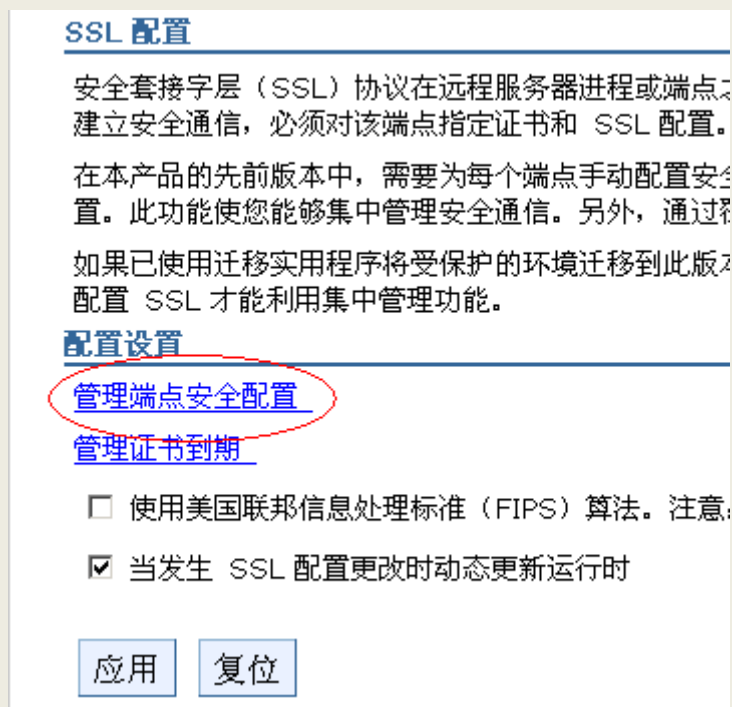 SSL 配置
安全套接字层（SSL）协议在远程服务器进程或端点
建立安全通信，必须对该端点指定证书和 SSL 配置。
在本产品的先前版本中，需要为每个端点手动配置安全
置。此功能使您能够集中管理安全通信。另外，通过
如果已使用迁移实用程序将受保护的环境迁移到此版本
配置 SSL 才能利用集中管理功能。
配置设置
管理端点安全配置
管理证书到期
使用美国联邦信息处理标准（FIPS）算法。注意
当发生 SSL 配置更改时动态更新运行时
应用 复位